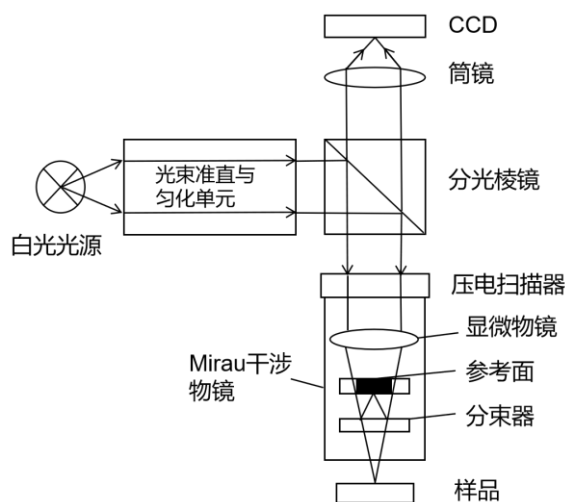 CCD
筒镜
光束准直与
匀化单元
分光棱镜
白光光源
压电扫描器
显微物镜
Mirau干涉
物镜
参考面
分束器
样品